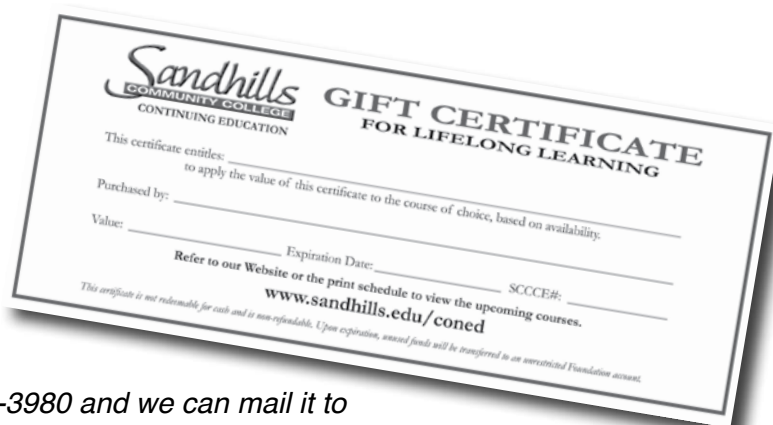 Sandhills
COMMUNITY COLLEGE
CONTINUING EDUCATION
GIFT CERTIFICATE
FOR LIFELONG LEARNING
This certificate entitles:
to apply the value of this certificate to the course of choice, based on availability.
Purchased by:
Value: Expiration Date: SCCCE#:
Refer to our Website or the print schedule to view the upcoming courses.
www.sandhills.edu/coned
This certificate is not redeemable for cash and is non-refundable. Upon expiration, unused funds will be transferred to an unrestricted Foundation account.
-3980 and we can mail it to